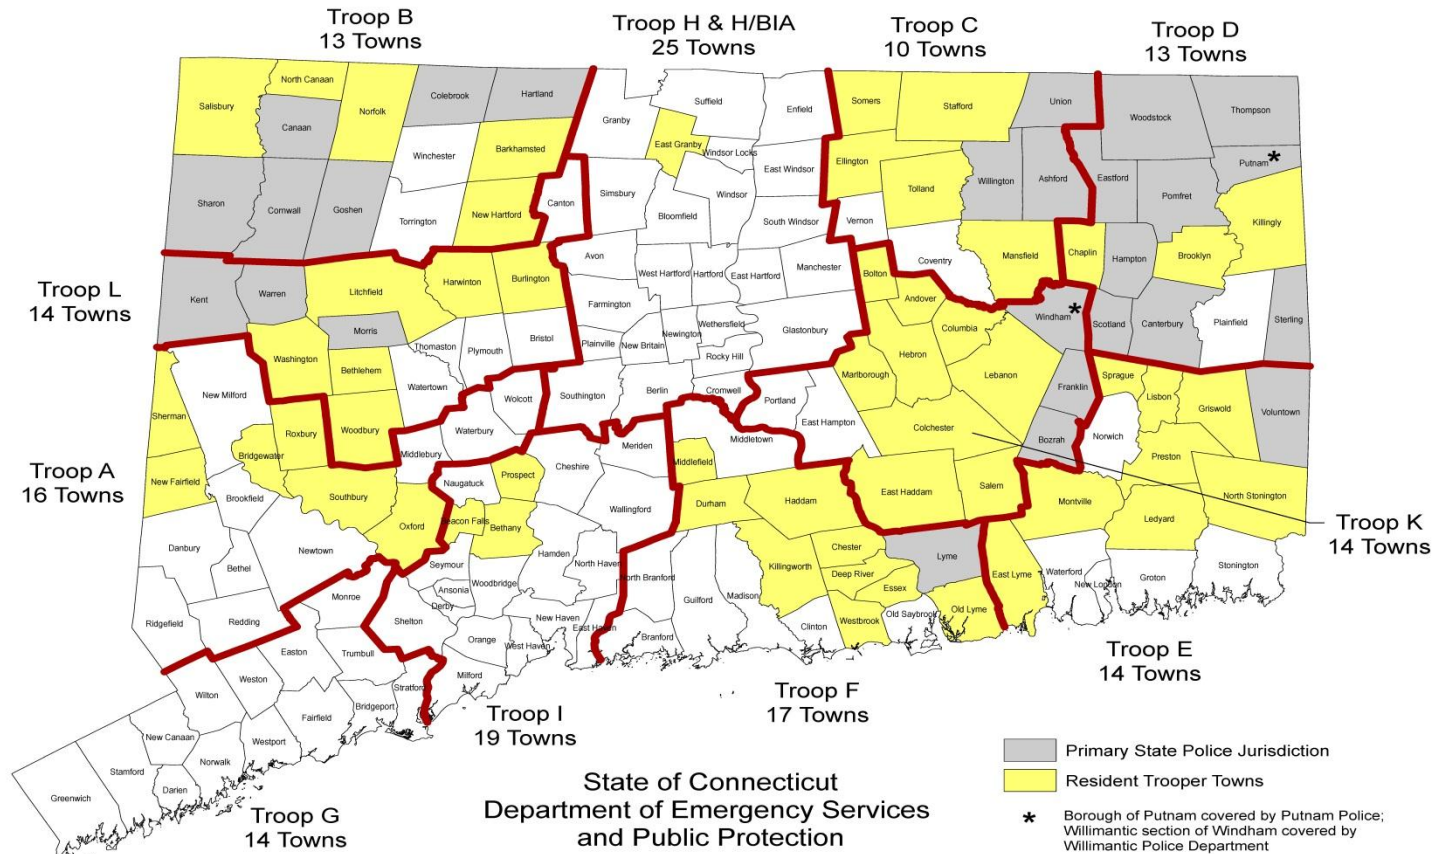 Troop B
13 Towns
Troop H & H/BIA
25 Towns
Troop C
10 Towns
Troop D
13 Towns
North Canaan
Salisbury
Canaan
Norfolk
Colebrook
Hartland
Winchester
Barkhamsted
Sharon
Cornwall
Goshen
Torrington
New Hartford
Canton
Granby
Suffield
Enfield
East Granby
Windsor Locks
East Windsor
Simsbury
Windsor
Bloomfield
South Windsor
Avon
West Hartford
Hartford
East Hartford
Manchester
Farmington
Wethersfield
Newington
Glastonbury
Plainville
New Britain
Rocky Hill
Southington
Berlin
Cromwell
Somers
Stafford
Union
Ellington
Tolland
Willington
Ashford
Vernon
Coventry
Mansfield
Woodstock
Thompson
Putnam *
Eastford
Pomfret
Killingly
Chaplin
Hampton
Brooklyn
Scotland
Canterbury
Plainfield
Sterling
Troop L
14 Towns
Kent
Warren
Litchfield
Harwinton
Burlington
Morris
Washington
Bethlehem
Thomaston
Plymouth
Bristol
Watertown
Woodbury
Wolcott
Waterbury
Middlebury
Bolton
Andover
Columbia
Windham *
Hebron
Marlborough
Lebanon
Franklin
Portland
East Hampton
Colchester
Bozrah
East Haddam
Salem
Troop A
16 Towns
Sherman
New Milford
Roxbury
Bridgewater
New Fairfield
Brookfield
Southbury
Oxford
Danbury
Bethel
Newtown
Ridgefield
Redding
Meriden
Cheshire
Prospect
Naugatuck
Wallingford
Beacon Falls
Bethany
Seymour
Hamden
Woodbridge
North Haven
Ansonia
Derby
New Haven
East Haven
Orange
West Haven
Milford
Shelton
Middletown
Middlefield
Durham
Haddam
Killingworth
Chester
Deep River
Essex
Lyme
North Branford
Guilford
Madison
Branford
Clinton
Westbrook
Old Saybrook
Old Lyme
Sprague
Lisbon
Griswold
Voluntown
Norwich
Preston
Montville
Ledyard
North Stonington
East Lyme
Waterford
New London
Groton
Stonington
Troop K
14 Towns
Troop E
14 Towns
Troop F
17 Towns
Troop I
19 Towns
Monroe
Easton
Trumbull
Weston
Wilton
Stratford
Bridgeport
Fairfield
New Canaan
Westport
Norwalk
Stamford
Darien
Greenwich
Troop G
14 Towns
State of Connecticut
Department of Emergency Services
and Public Protection
Primary State Police Jurisdiction
Resident Trooper Towns
* Borough of Putnam covered by Putnam Police;
Willimantic section of Windham covered by
Willimantic Police Department